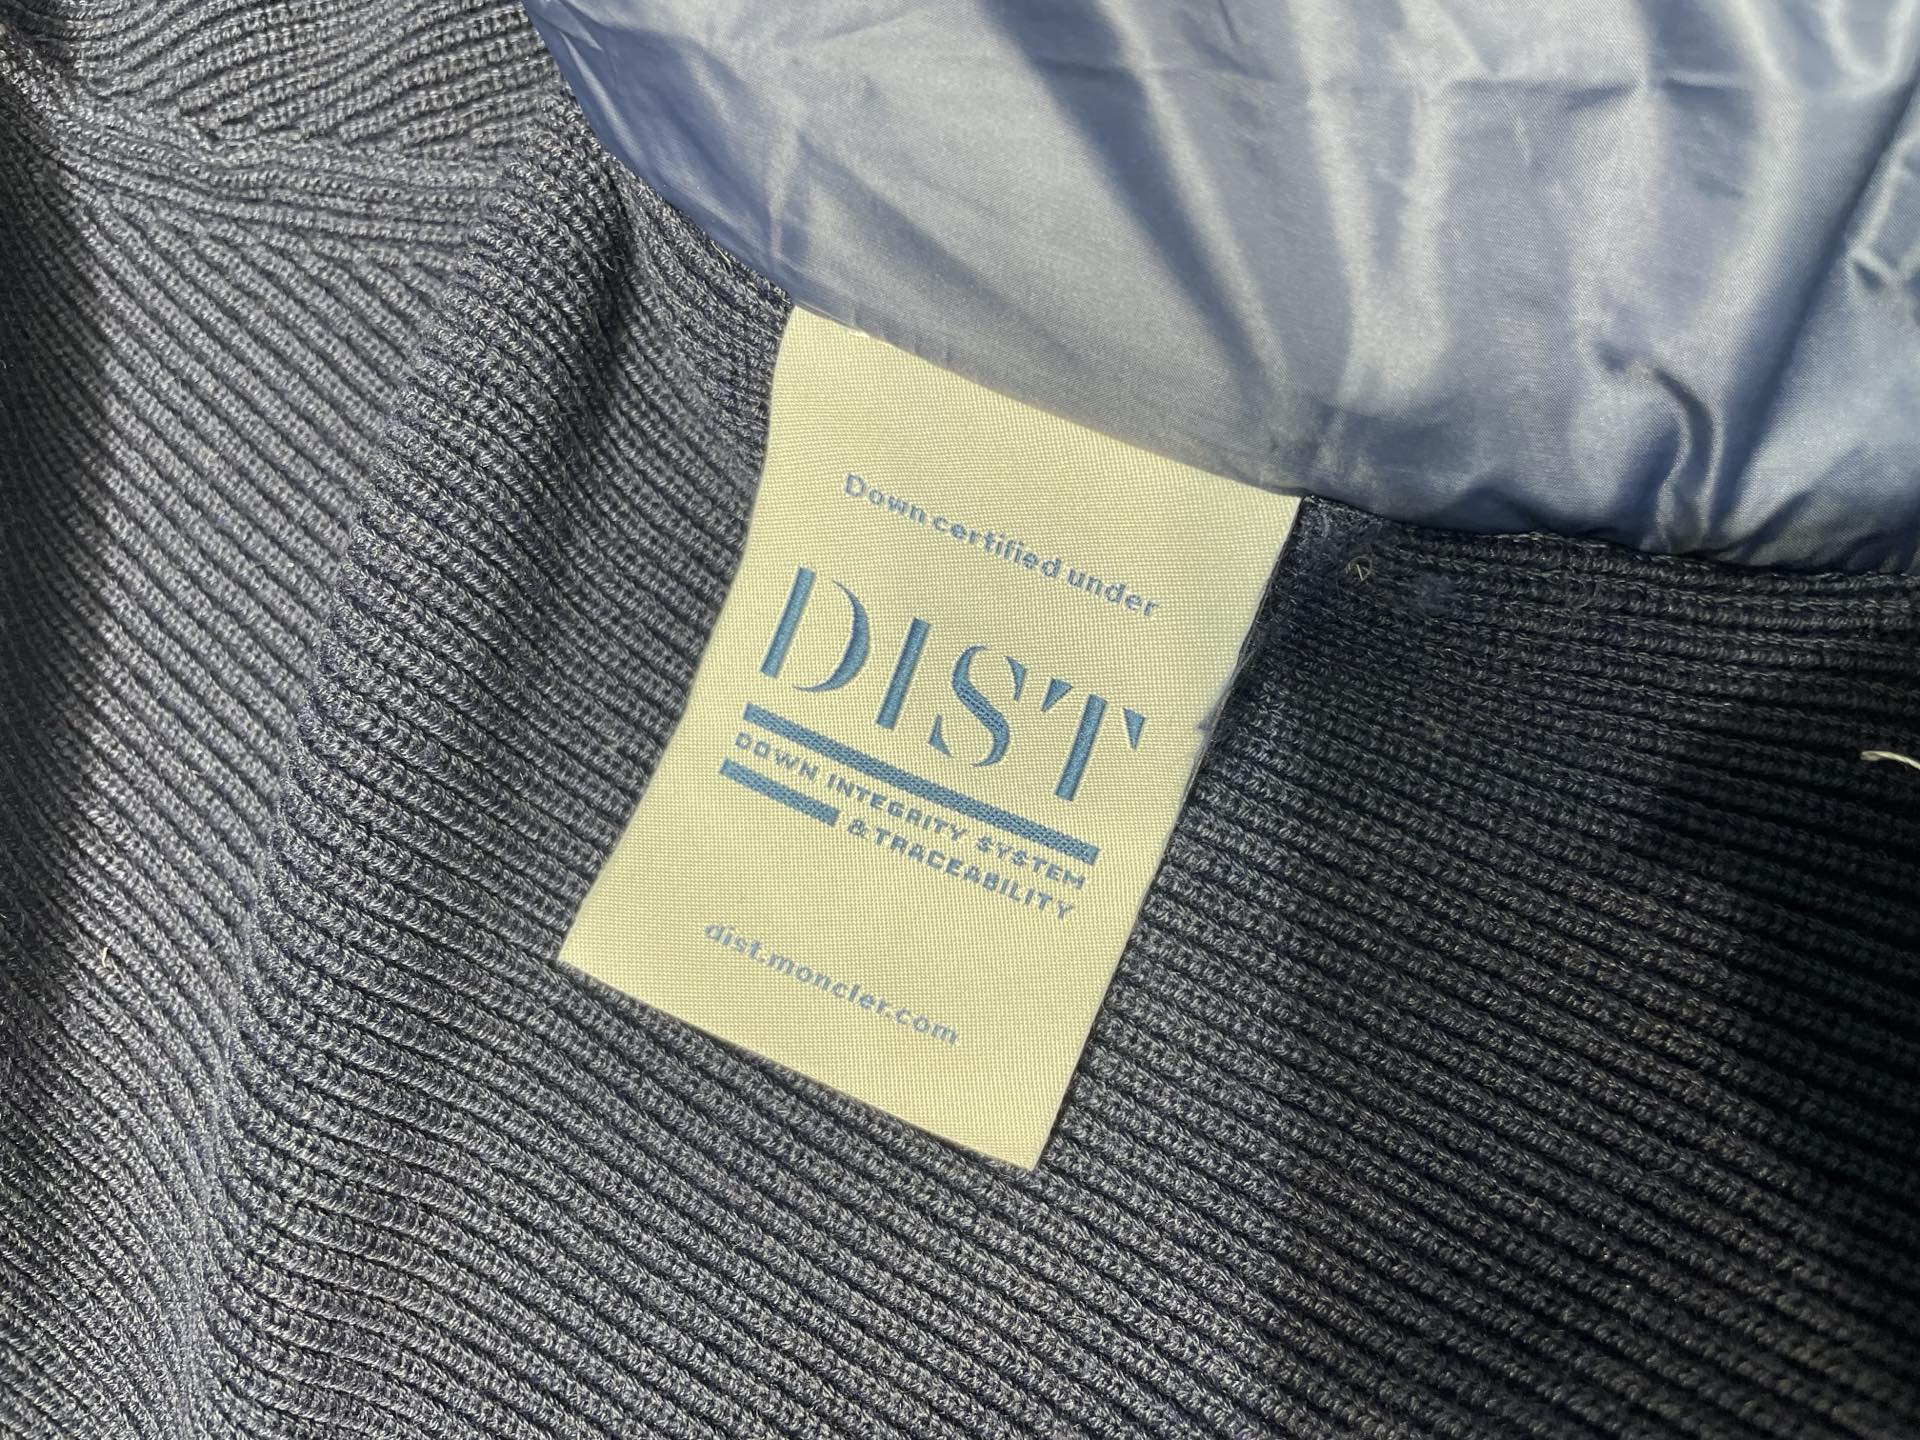 Down certified under
DIST
DOWN INTEGRITY SYSTEM
& TRACEABILITY
dist.moncler.com